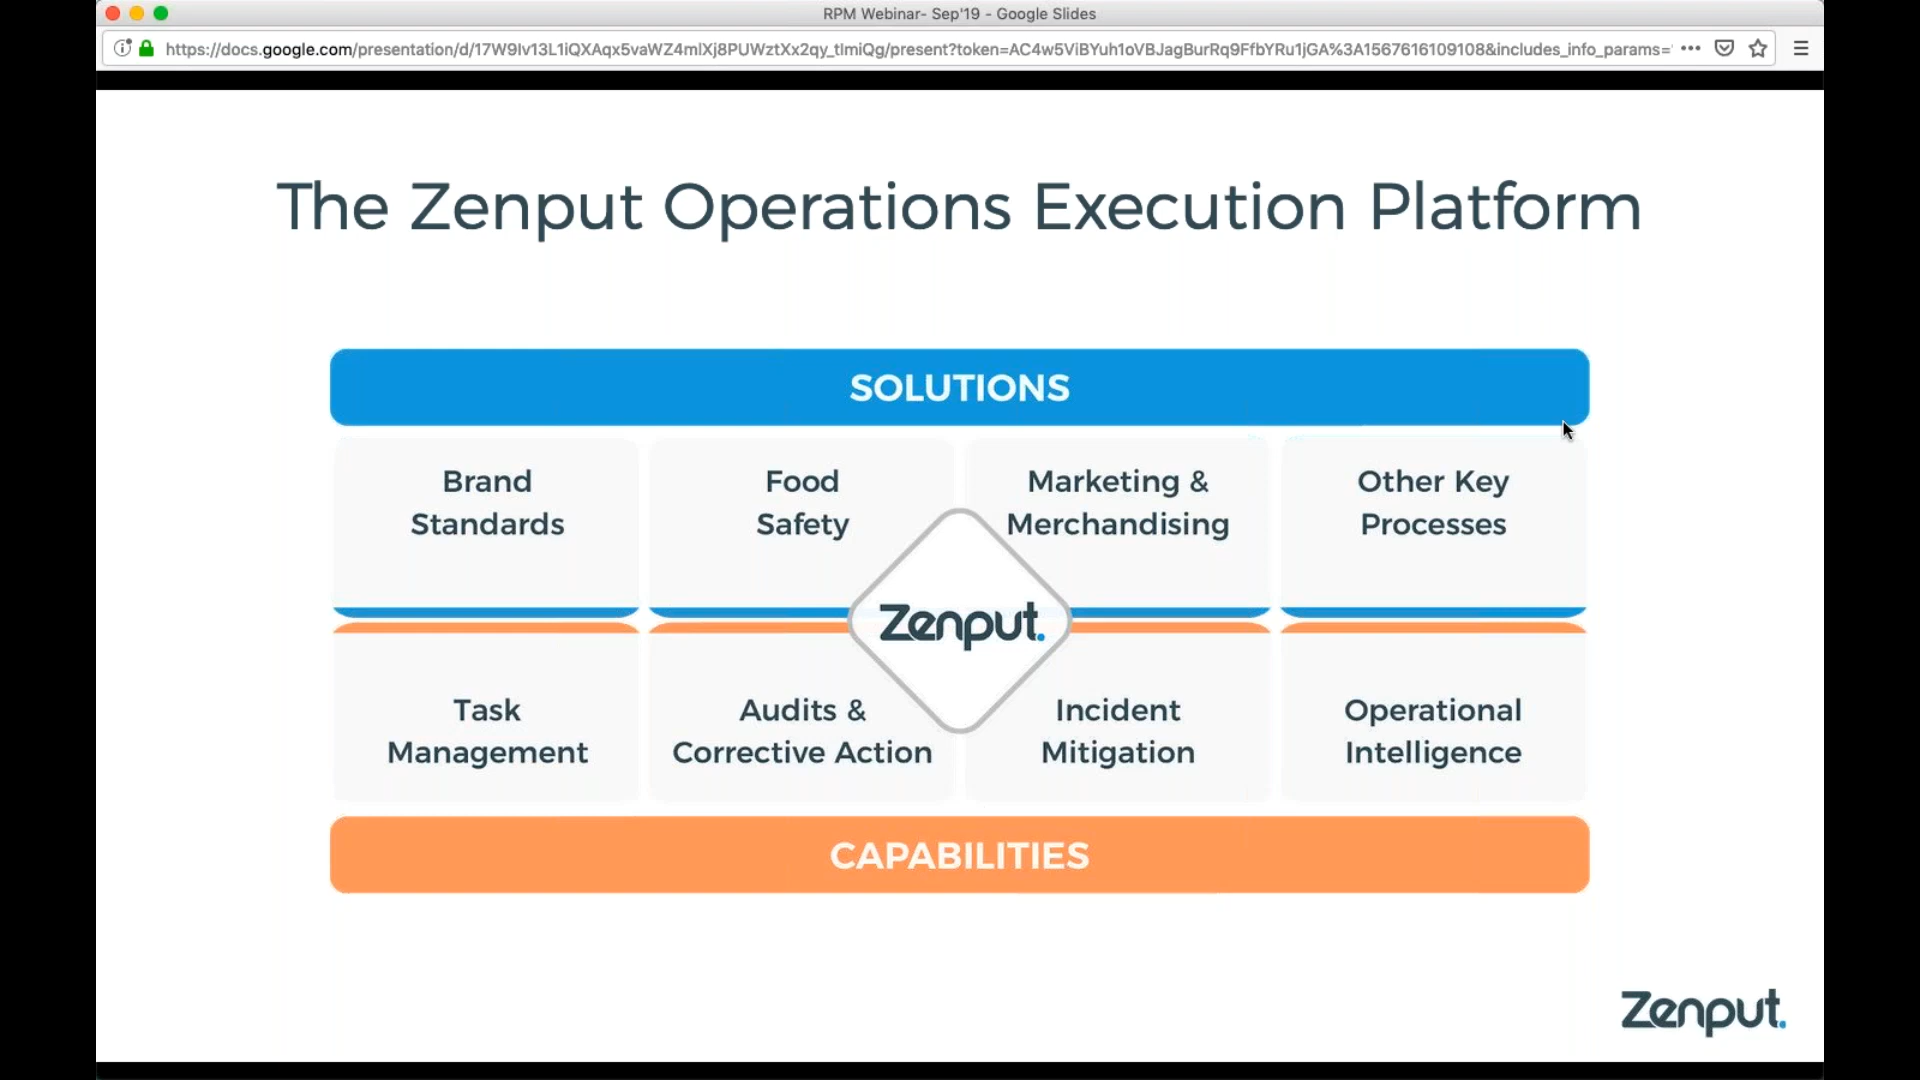 RPM Webinar- Sep'19 - Google Slides
https://docs.google.com/presentation/d/17W9Iv13L1iQXAqx5vaWZ4mlXj8PUWztXx2qy_tlmiQg/present?token=AC4w5ViBYuh1oVBJagBurRq9FfbYRu1jGA%3A1567616109108&includes_info_params=
The Zenput Operations Execution Platform
SOLUTIONS
Brand
Standards
Food
Safety
Marketing &
Merchandising
Other Key
Processes
Zenput.
Task
Management
Audits &
Corrective Action
Incident
Mitigation
Operational
Intelligence
CAPABILITIES
Zenput.